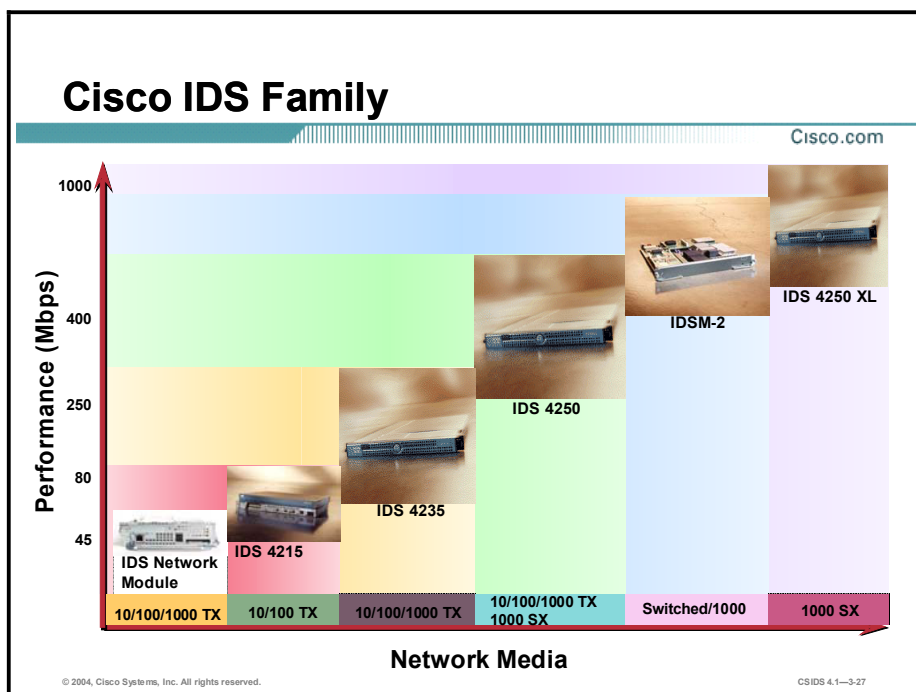 Cisco IDS Family
Cisco.com
Performance (Mbps)
1000
400
250
80
45
IDS Network
Module
IDS 4215
IDS 4235
IDS 4250
IDSM-2
IDS 4250 XL
10/100/1000 TX
10/100 TX
10/100/1000 TX
10/100/1000 TX
1000 SX
Switched/1000
1000 SX
Network Media
© 2004, Cisco Systems, Inc. All rights reserved.
CSIDS 4.1—3-27